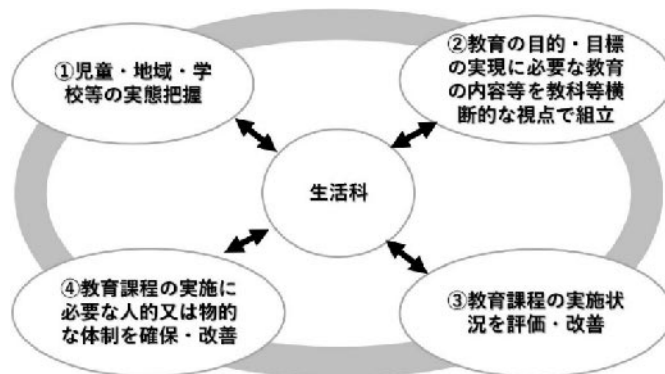 ①児童・地域・学
校等の実態把握
②教育の目的・目標
の実現に必要な教育
の内容等を教科等横
断的な視点で組立
生活科
④教育課程の実施に
必要な人的又は物的
な体制を確保・改善
③教育課程の実施状
況を評価・改善